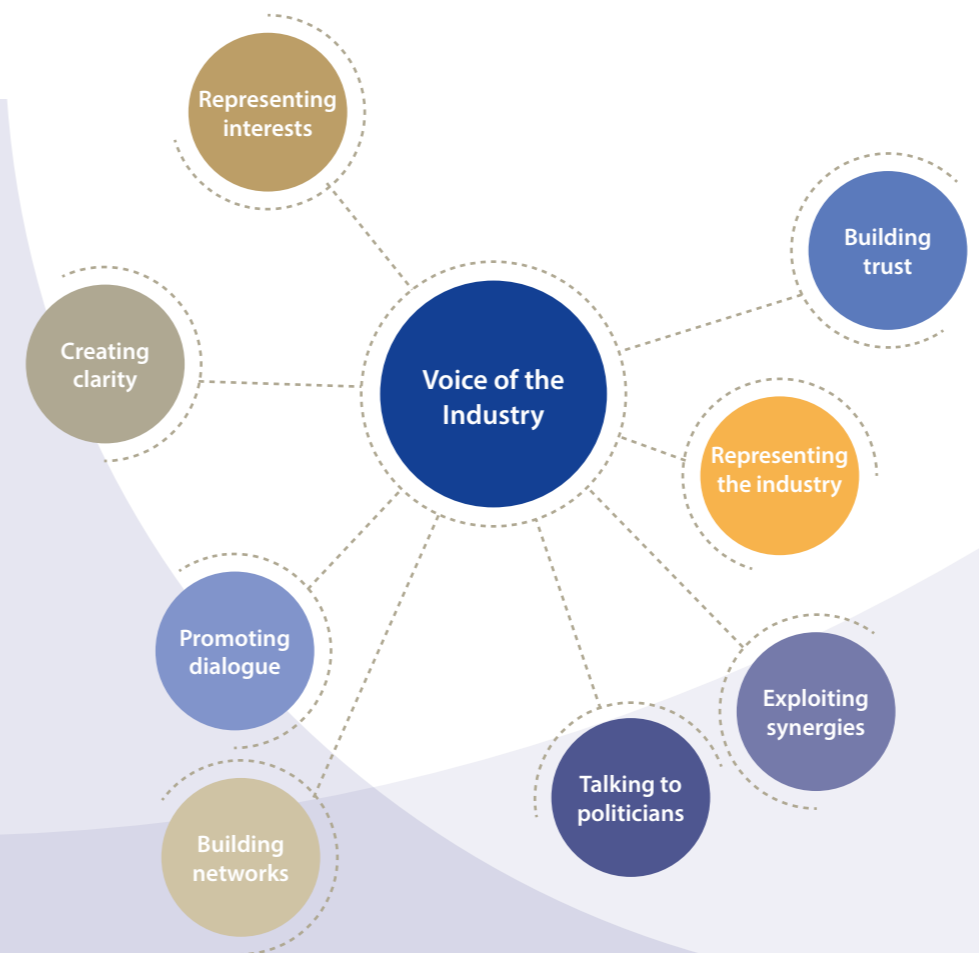 Representing
interests
Building
trust
Creating
clarity
Voice of the
Industry
Representing
the industry
Promoting
dialogue
Exploiting
synergies
Talking to
politicians
Building
networks